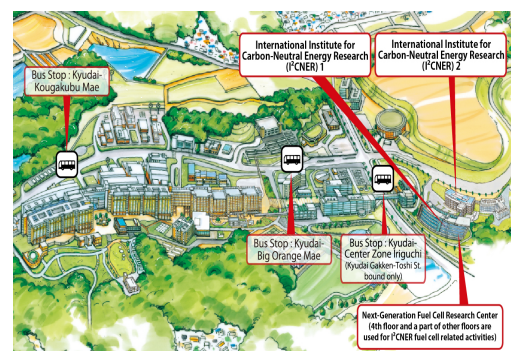 International Institute for
Carbon-Neutral Energy Research
(I²CNER) 1
International Institute for
Carbon-Neutral Energy Research
(I²CNER) 2
Bus Stop : Kyudai-
Kougakubu Mae
Bus Stop : Kyudai-
Big Orange Mae
Bus Stop : Kyudai-
Center Zone Iriguchi
(Kyudai Gakken-Toshi St.
bound only)
Next-Generation Fuel Cell Research Center
(4th floor and a part of other floors are
used for I²CNER fuel cell related activities)